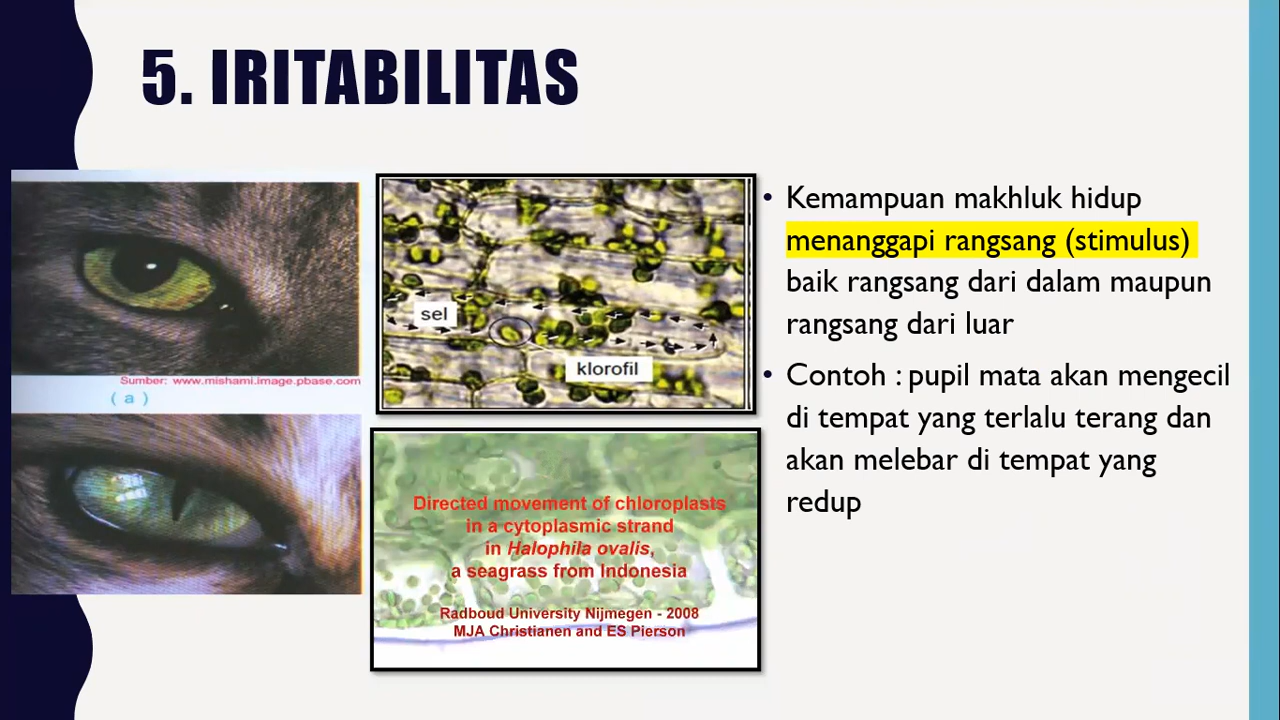 5. IRITABILITAS
Sumber: www.mishami.image.pbase.com
( a )
sel
klorofil
Directed movement of chloroplasts
in a cytoplasmic strand
in Halophila ovalis,
a seagrass from Indonesia
Radboud University Nijmegen - 2008
MJA Christianen and ES Pierson
• Kemampuan makhluk hidup
menanggapi rangsang (stimulus)
baik rangsang dari dalam maupun
rangsang dari luar
• Contoh : pupil mata akan mengecil
di tempat yang terlalu terang dan
akan melebar di tempat yang
redup